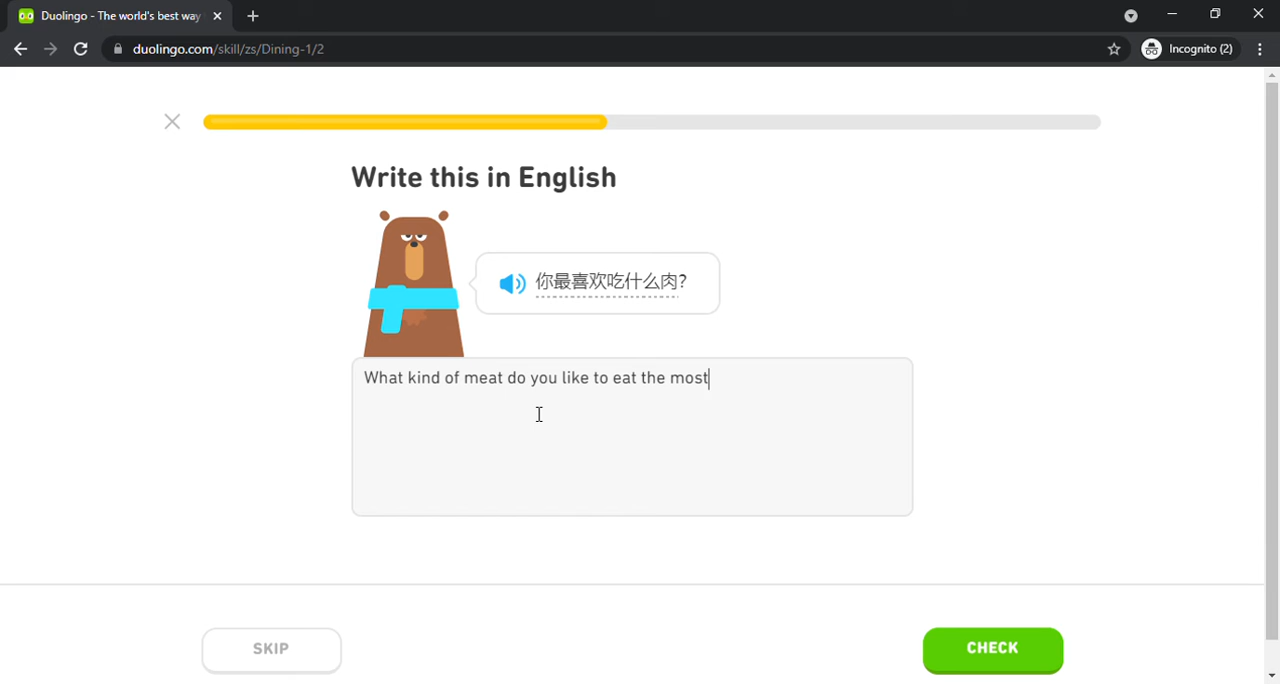 Duolingo - The world's best way
duolingo.com/skill/zs/Dining-1/2
Incognito (2)
Write this in English
你最喜欢吃什么肉?
What kind of meat do you like to eat the most
SKIP
CHECK